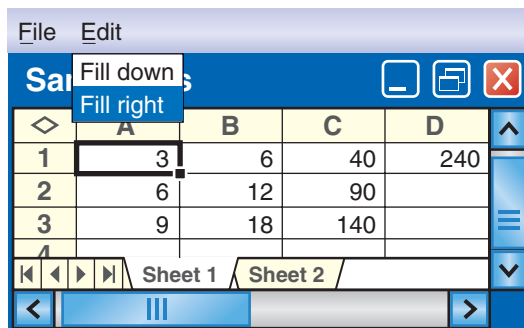 File Edit
Fill down
Fill right
A B C D
1 3 6 40 240
2 6 12 90
3 9 18 140
4
Sheet 1 Sheet 2